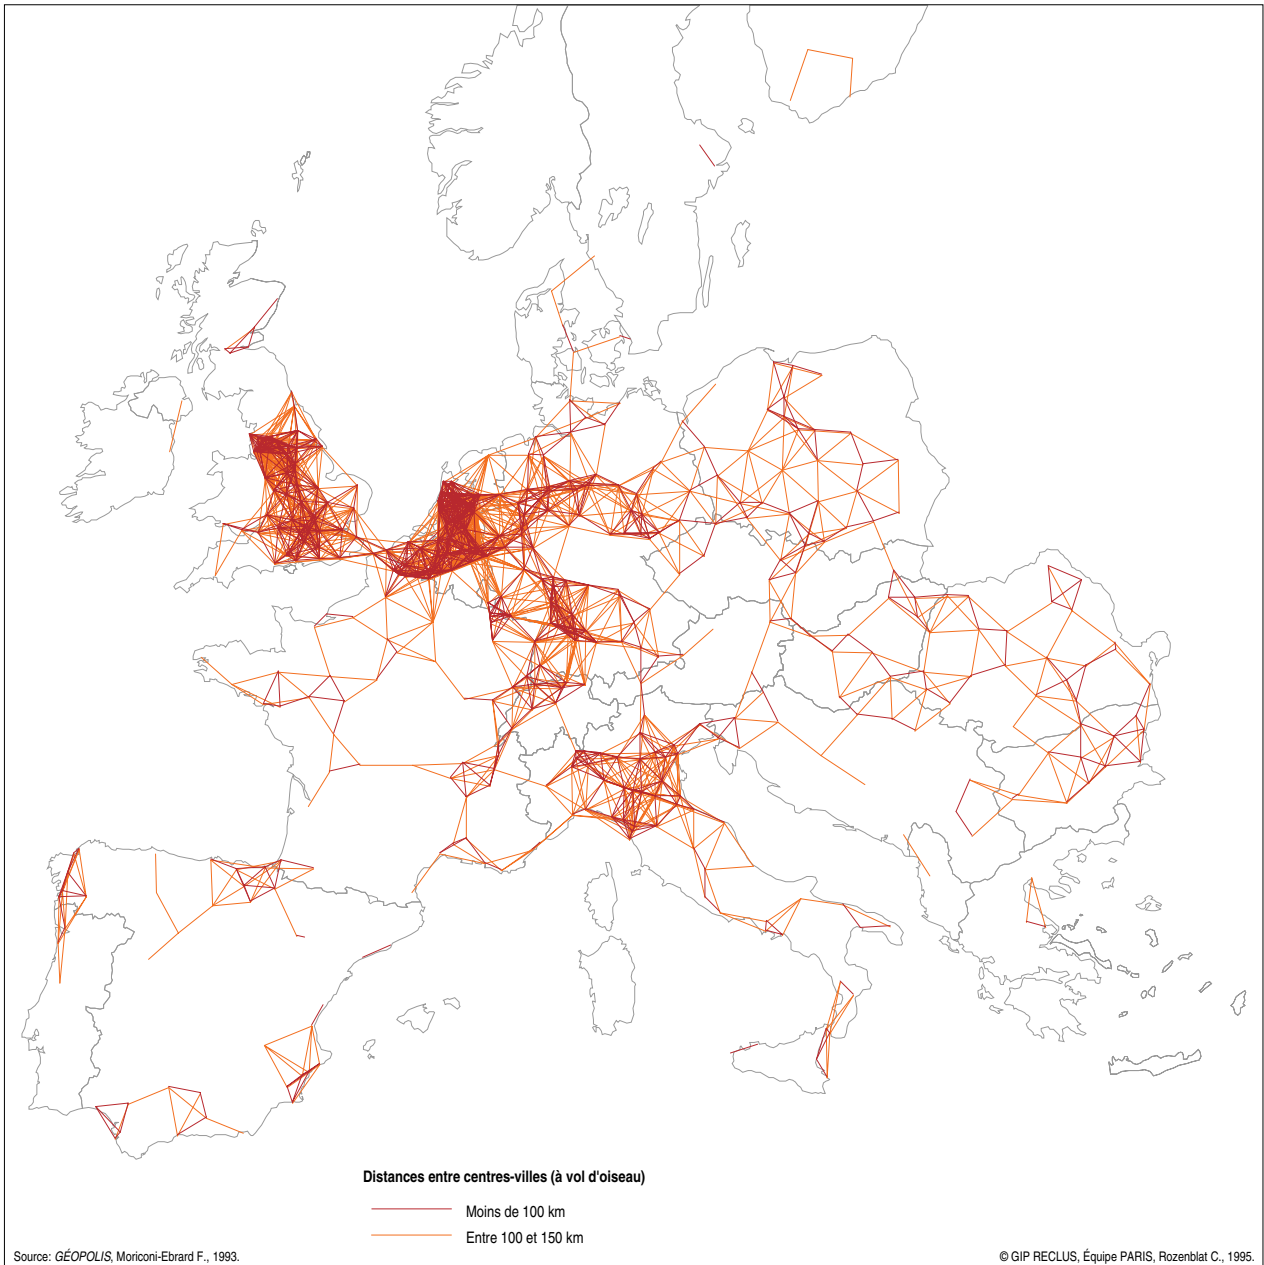 Distances entre centres-villes (à vol d'oiseau)
Moins de 100 km
Entre 100 et 150 km
Source: GÉOPOLIS, Moriconi-Ebrard F., 1993.
© GIP RECLUS, Équipe PARIS, Rozenblat C., 1995.